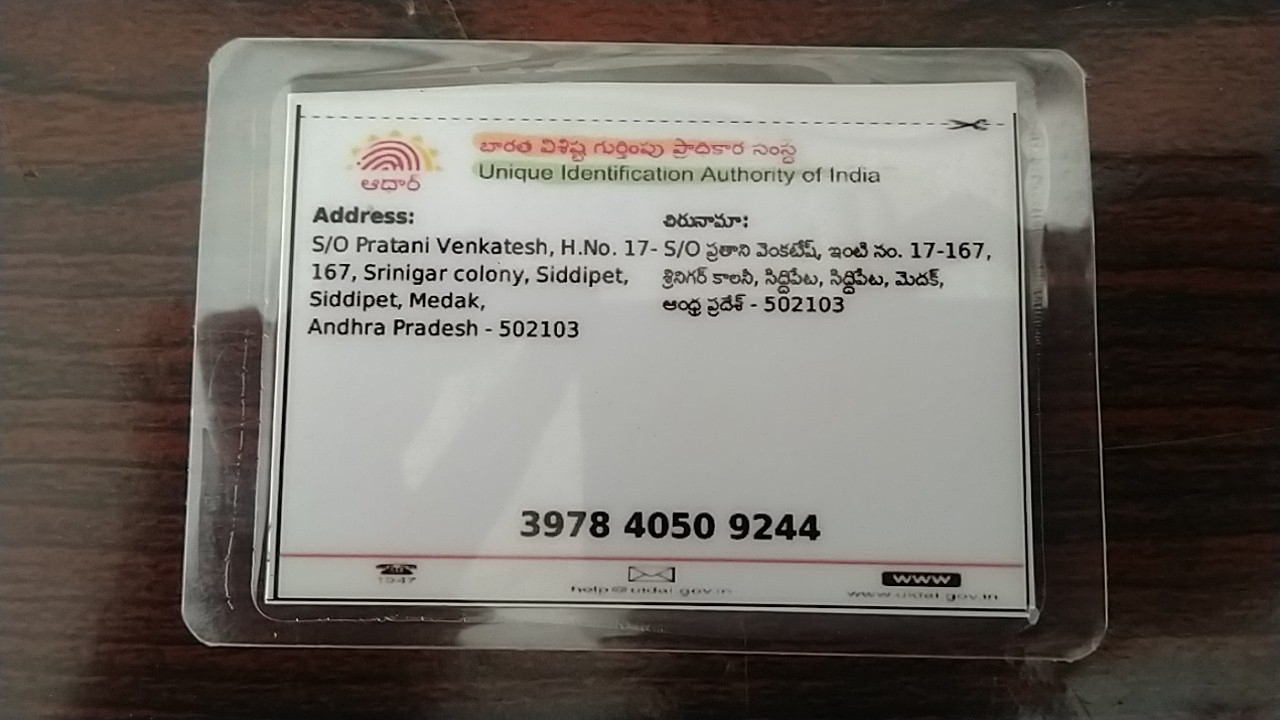 భారత విశిష్ట గుర్తింపు ప్రాధికార సంస్థ
Unique Identification Authority of India
ఆధార్
Address:
S/O Pratani Venkatesh, H.No. 17-
167, Srinigar colony, Siddipet,
Siddipet, Medak,
Andhra Pradesh - 502103
చిరునామా:
S/O ప్రతాని వెంకటేష్, ఇంటి నం. 17-167,
శ్రినిగర్ కాలనీ, సిద్దిపేట, సిద్దిపేట, మెదక్,
ఆంధ్ర ప్రదేశ్ - 502103
3978 4050 9244
1947
help@uidai.gov.in
WWW
www.uidai.gov.in